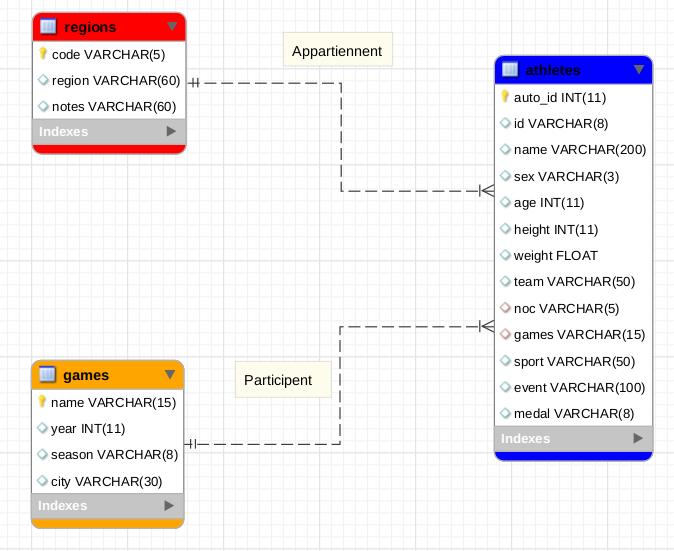 regions
code VARCHAR(5)
region VARCHAR(60)
notes VARCHAR(60)
Indexes
Appartiennent
athletes
auto_id INT(11)
id VARCHAR(8)
name VARCHAR(200)
sex VARCHAR(3)
age INT(11)
height INT(11)
weight FLOAT
team VARCHAR(50)
noc VARCHAR(5)
games VARCHAR(15)
sport VARCHAR(50)
event VARCHAR(100)
medal VARCHAR(8)
Indexes
Participent
games
name VARCHAR(15)
year INT(11)
season VARCHAR(8)
city VARCHAR(30)
Indexes